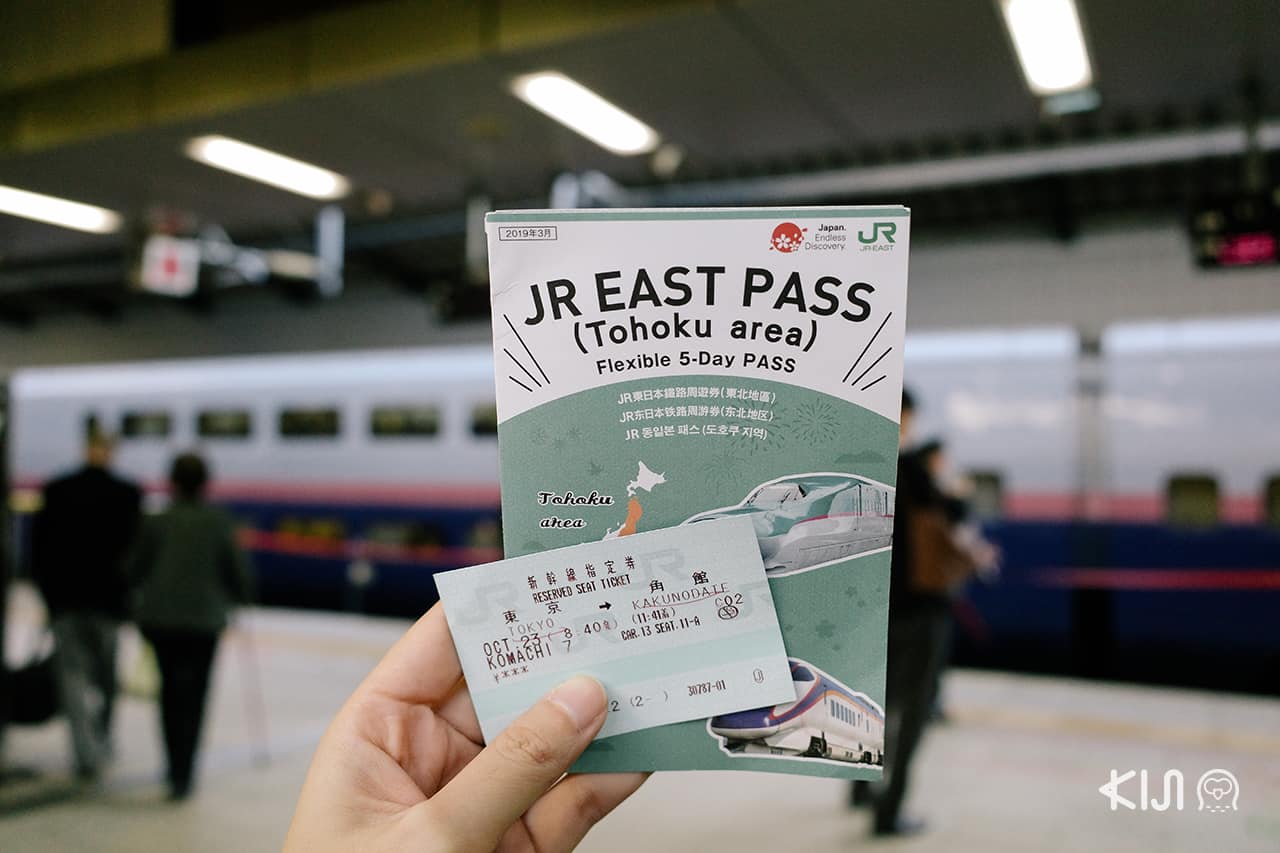 2019年3月
Japan.
Endless
Discovery.
JR
JR-EAST
JR EAST PASS
(Tohoku area)
Flexible 5-Day PASS
JR東日本鐵路周遊券(東北地區)
JR东日本铁路周游券(东北地区)
JR 동일본 패스 (도호쿠 지역)
Tohoku
area
新幹線指定券
RESERVED SEAT TICKET
東 京 → 角 館
TOKYO KAKUNODATE
OCT.23( 8:40発) (11:41着) C02
KOMACHI 7 CAR.13 SEAT.11-A
¥***
2 (2- ) 30787-01
KIJI